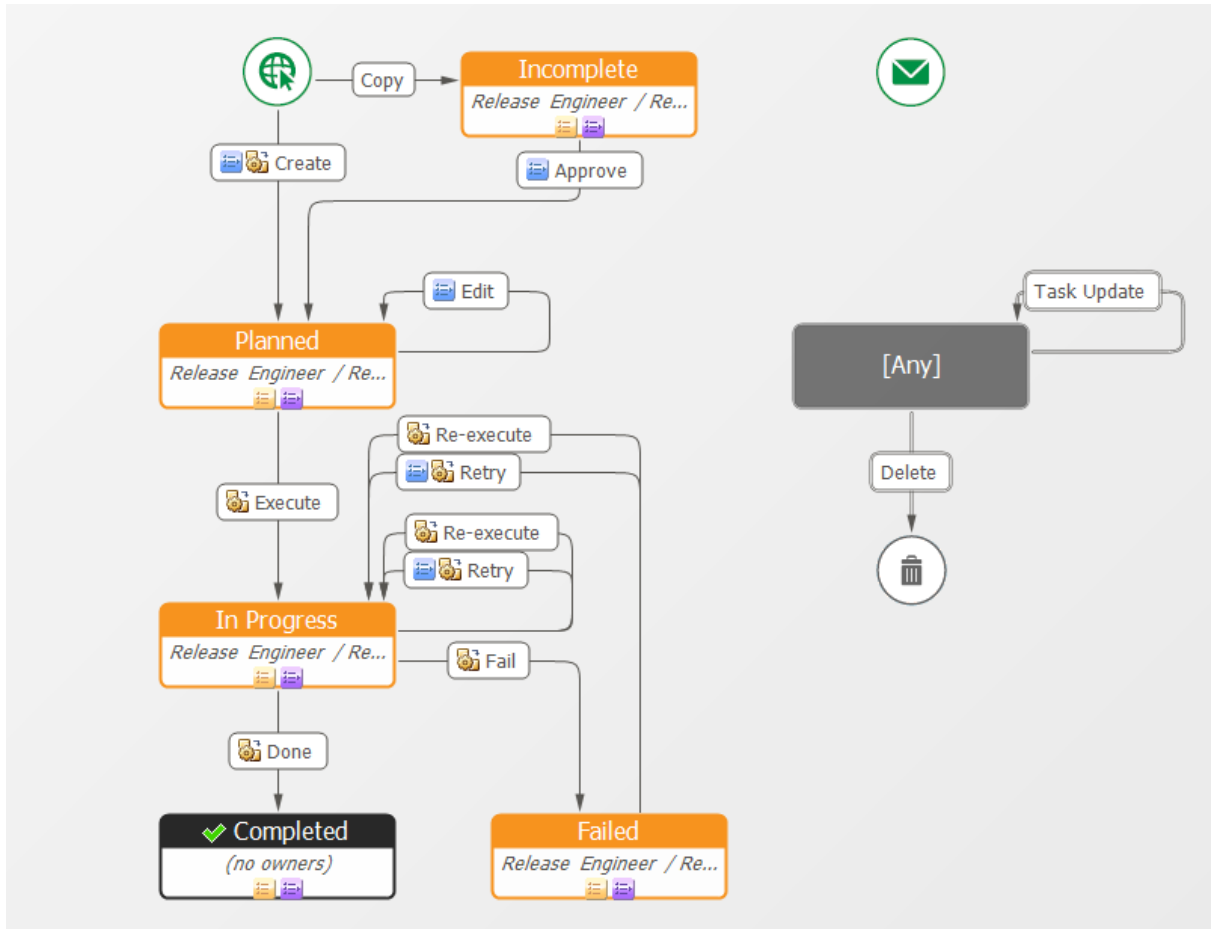 Incomplete
Copy
Release Engineer / Re...
Create
Approve
Edit
Task Update
Planned
Release Engineer / Re...
[Any]
Re-execute
Retry
Delete
Execute
Re-execute
Retry
In Progress
Release Engineer / Re...
Fail
Done
Completed
(no owners)
Failed
Release Engineer / Re...